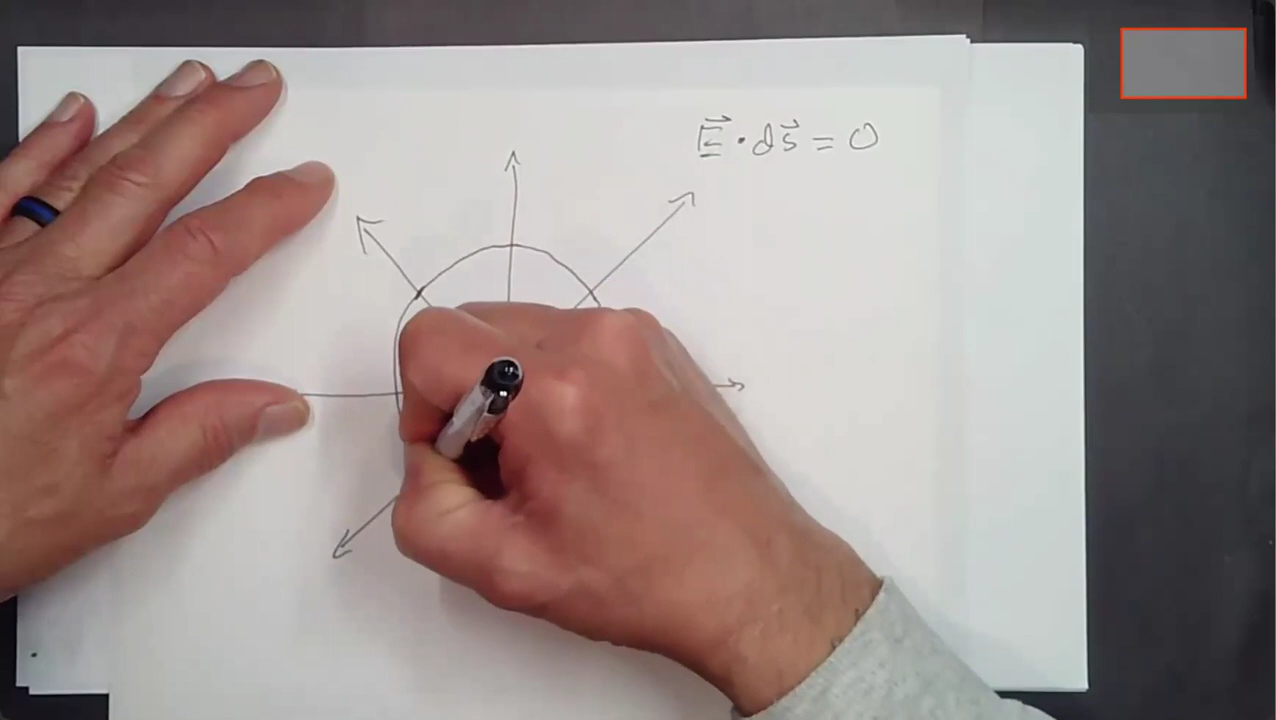 E⃗ · ds⃗ = 0